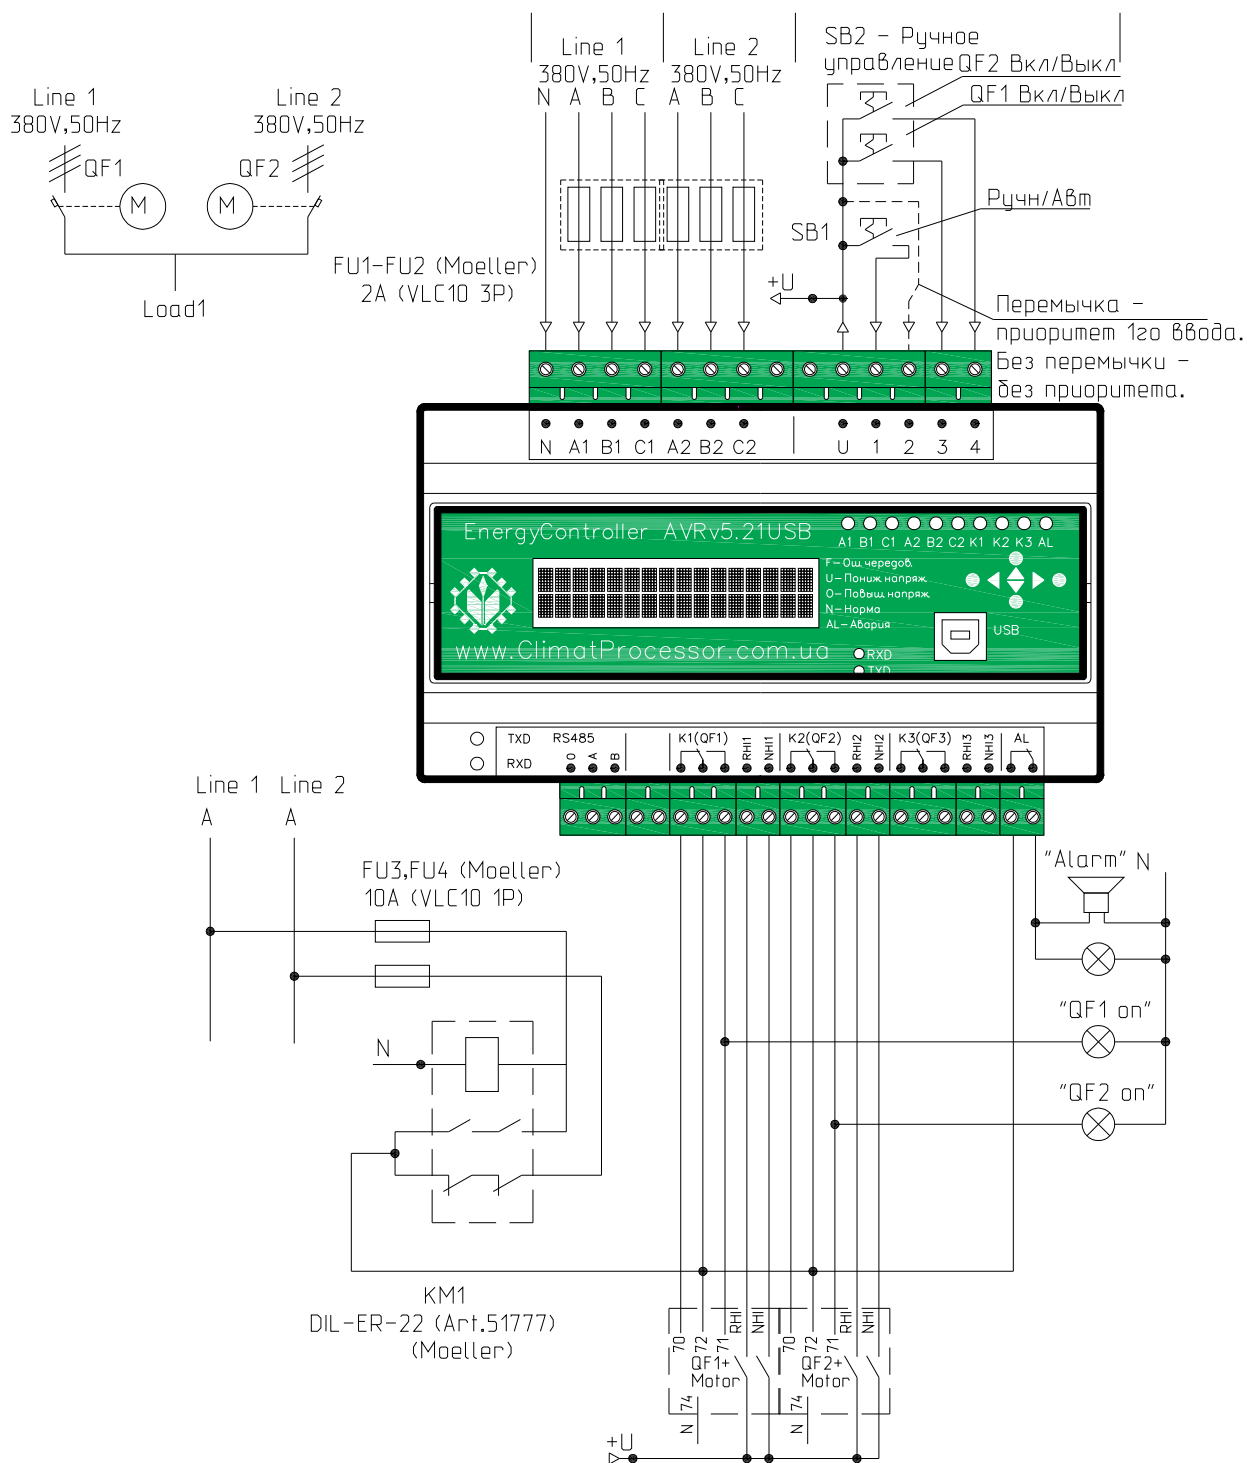 Line 1
380V,50Hz
Line 2
380V,50Hz
QF1
QF2
M
M
Load1
Line 1
380V,50Hz
Line 2
380V,50Hz
N A B C A B C
SB2 - Ручное
управление
QF2 Вкл/Выкл
QF1 Вкл/Выкл
Ручн/Авт
SB1
+U
FU1-FU2 (Moeller)
2A (VLC10 3P)
Перемычка -
приоритет 1го ввода.
Без перемычки -
без приоритета.
N A1 B1 C1 A2 B2 C2 U 1 2 3 4
EnergyController AVRv5.21USB
A1 B1 C1 A2 B2 C2 K1 K2 K3 AL
F-Ош.чередов.
U-Пониж напряж
O-Повыш напряж
N-Норма
AL-Авария
USB
www.ClimatProcessor.com.ua
RXD
TXD
TXD RS485
RXD
0 A B
K1(QF1) RHI1 NHI1
K2(QF2) RHI2 NHI2
K3(QF3) RHI3 NHI3
AL
Line 1 Line 2
A A
FU3,FU4 (Moeller)
10A (VLC10 1P)
N
KM1
DIL-ER-22 (Art.51777)
(Moeller)
"Alarm" N
"QF1 on"
"QF2 on"
70 72 71 RHI NHI
QF1+
Motor
74
N
70 72 71 RHI NHI
QF2+
Motor
74
N
+U